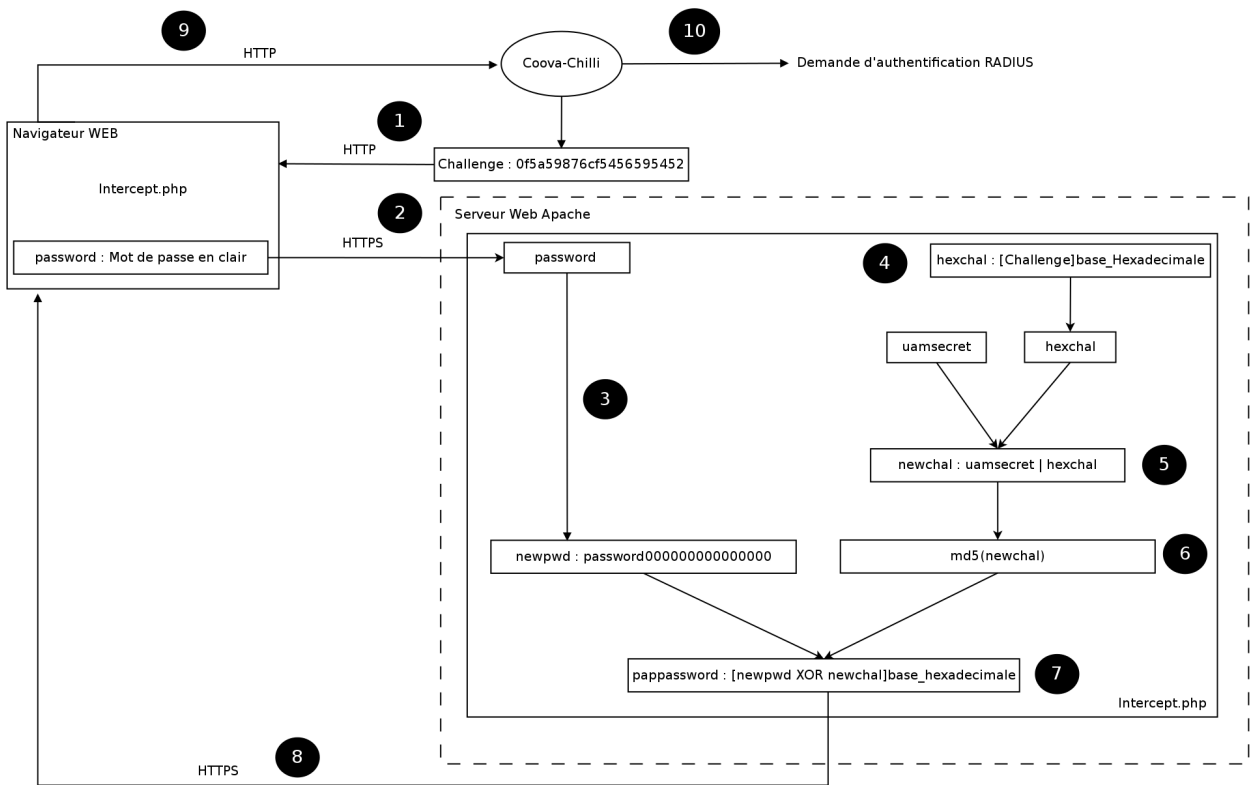 9
10
HTTP
Coova-Chilli
Demande d'authentification RADIUS
1
Navigateur WEB
HTTP
Challenge : 0f5a59876cf5456595452
Intercept.php
2
Serveur Web Apache
HTTPS
password : Mot de passe en clair
password
4
hexchal : [Challenge]base_Hexadecimale
uamsecret
hexchal
3
newchal : uamsecret | hexchal
5
newpwd : password000000000000000
md5(newchal)
6
pappassword : [newpwd XOR newchal]base_hexadecimale
7
Intercept.php
8
HTTPS